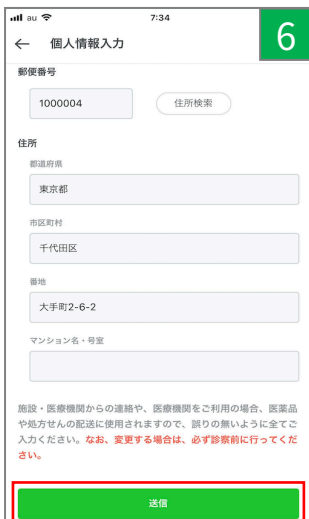 au 7:34
6
← 個人情報入力
郵便番号
1000004 住所検索
住所
都道府県
東京都
市区町村
千代田区
番地
大手町2-6-2
マンション名・号室
施設・医療機関からの連絡や、医療機関をご利用の場合、医薬品
や処方せんの配送に使用されますので、誤りの無いように全てご
入力ください。なお、変更する場合は、必ず診察前に行ってくだ
さい。
送信